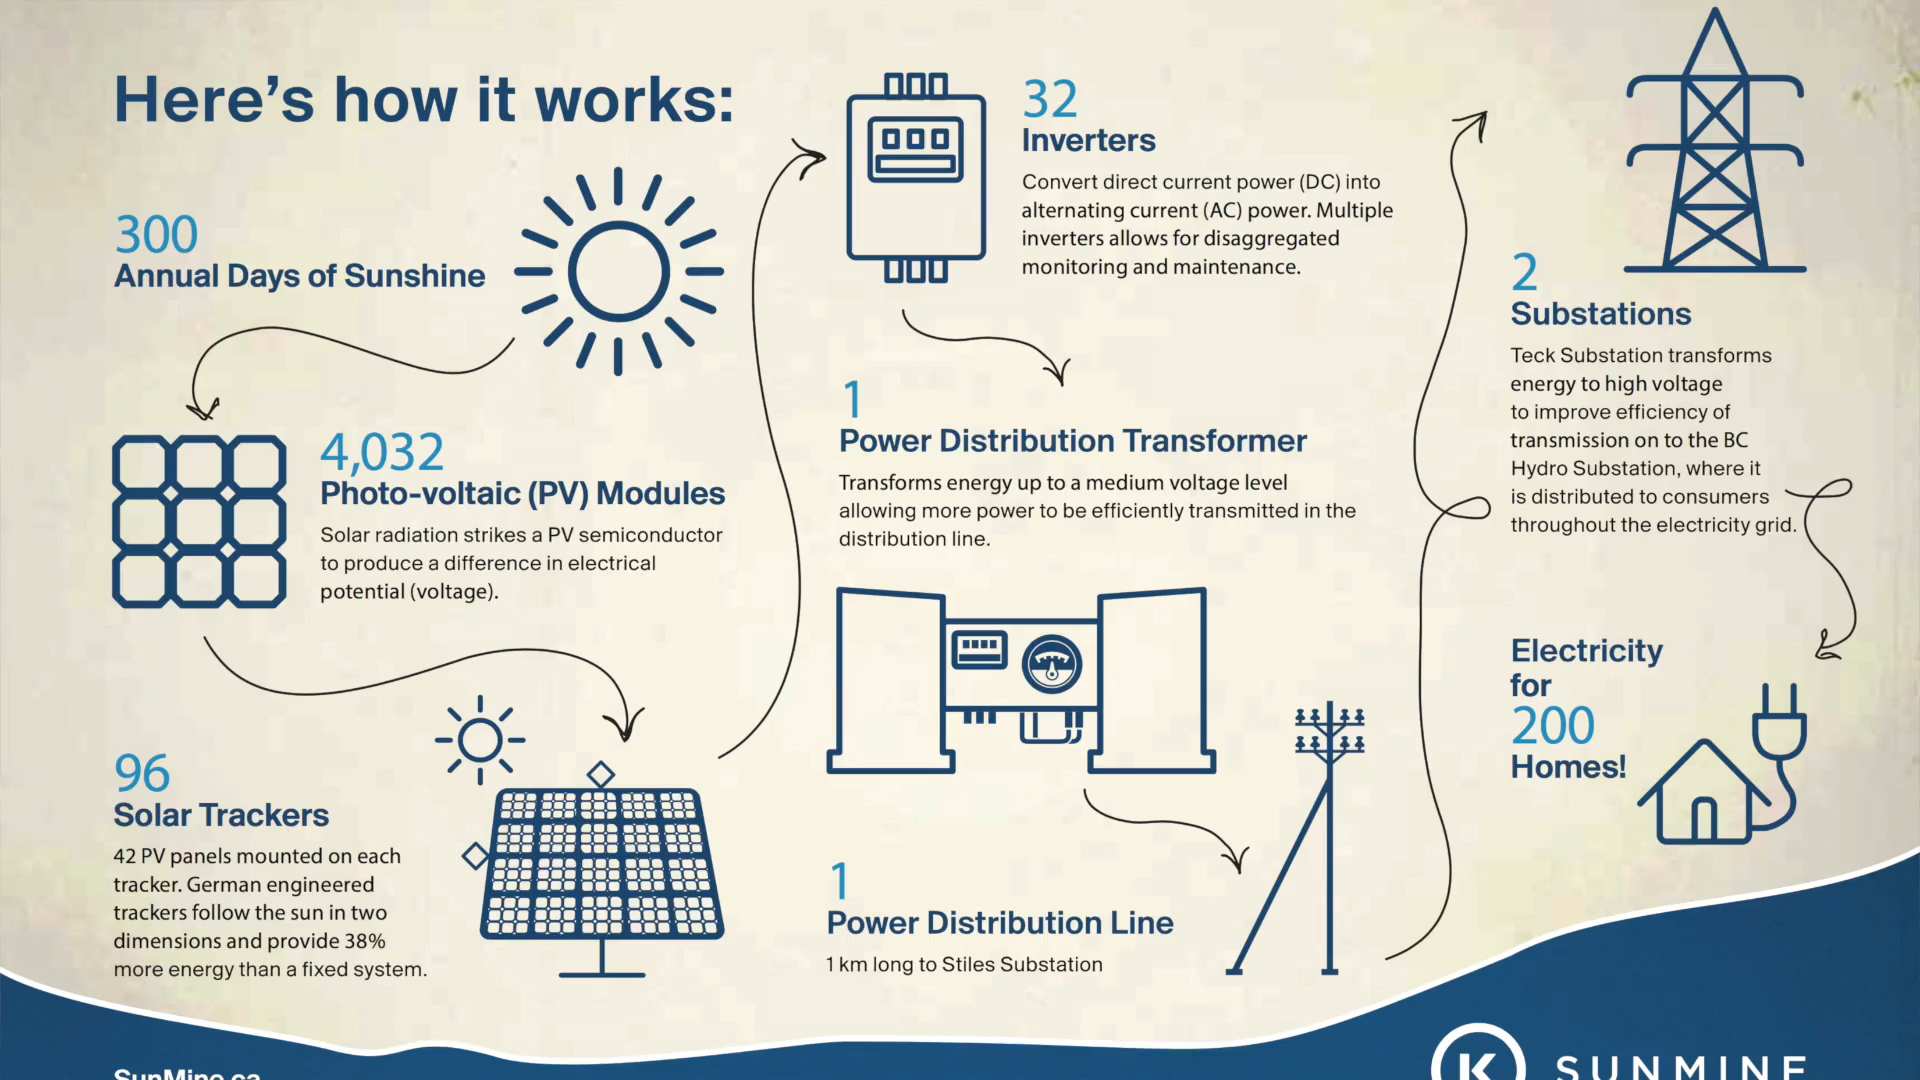 Here's how it works:
300
Annual Days of Sunshine
4,032
Photo-voltaic (PV) Modules
Solar radiation strikes a PV semiconductor
to produce a difference in electrical
potential (voltage).
96
Solar Trackers
42 PV panels mounted on each
tracker. German engineered
trackers follow the sun in two
dimensions and provide 38%
more energy than a fixed system.
32
Inverters
Convert direct current power (DC) into
alternating current (AC) power. Multiple
inverters allows for disaggregated
monitoring and maintenance.
1
Power Distribution Transformer
Transforms energy up to a medium voltage level
allowing more power to be efficiently transmitted in the
distribution line.
1
Power Distribution Line
1 km long to Stiles Substation
2
Substations
Teck Substation transforms
energy to high voltage
to improve efficiency of
transmission on to the BC
Hydro Substation, where it
is distributed to consumers
throughout the electricity grid.
Electricity
for
200
Homes!
SunMine.ca
K SUNMINE